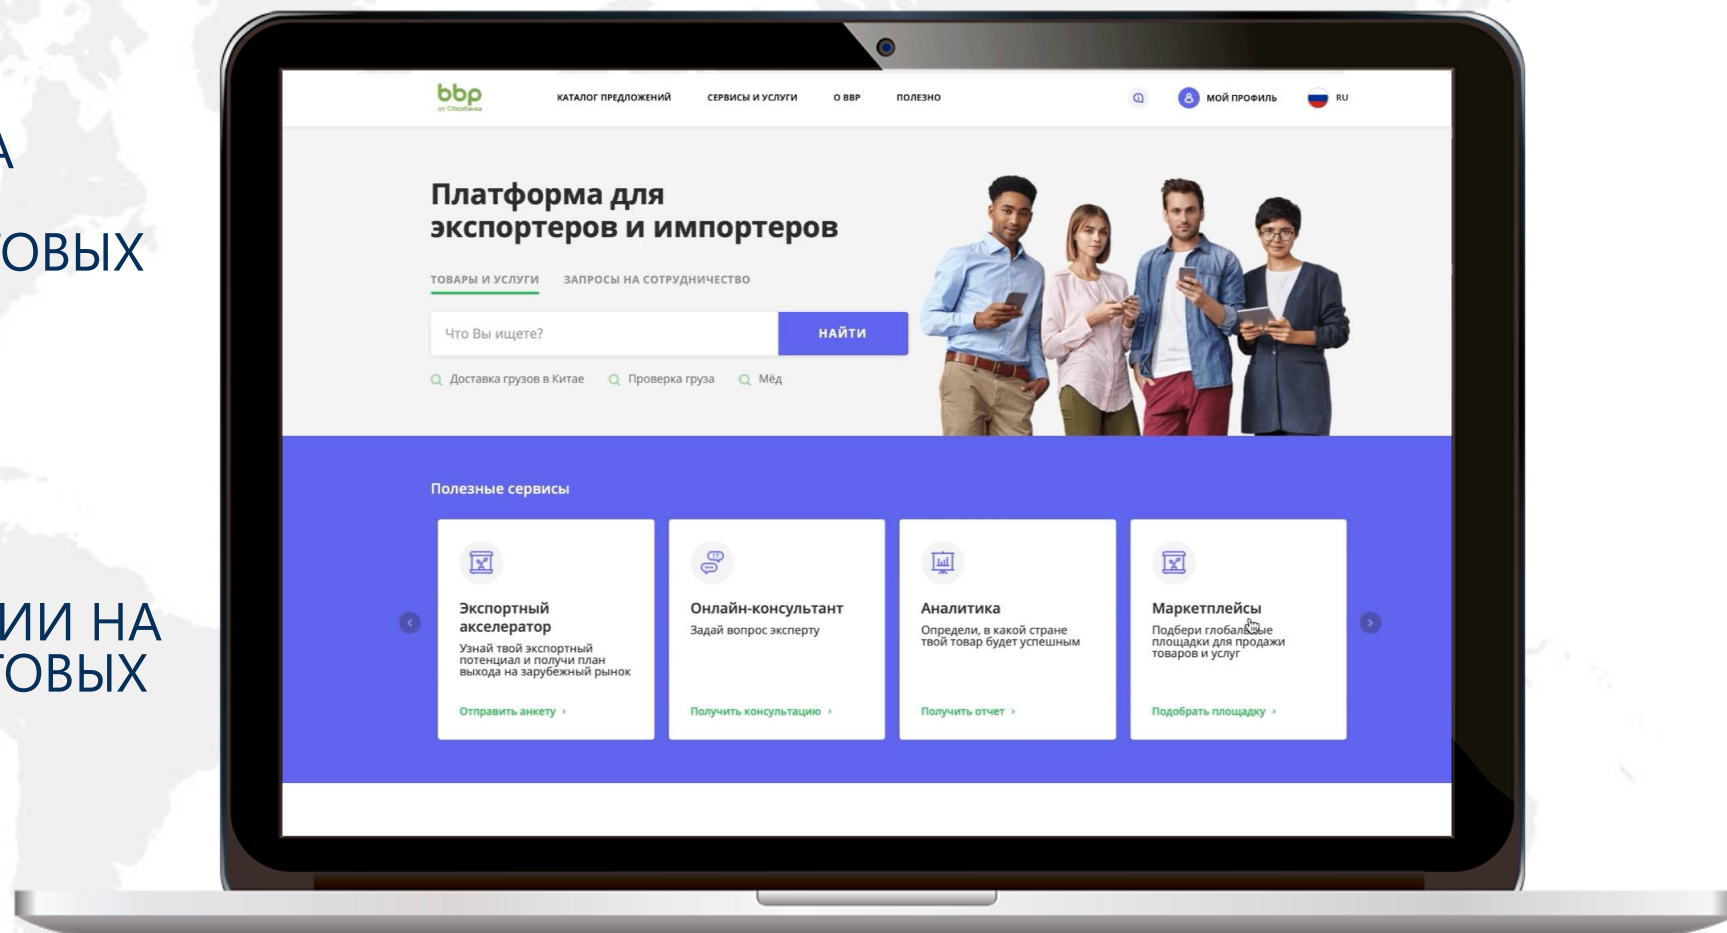 А
ТОВЫХ
ИИ НА
ТОВЫХ
bbp
от Сбербанка
КАТАЛОГ ПРЕДЛОЖЕНИЙ СЕРВИСЫ И УСЛУГИ О BBP ПОЛЕЗНО МОЙ ПРОФИЛЬ RU
Платформа для
экспортеров и импортеров
ТОВАРЫ И УСЛУГИ ЗАПРОСЫ НА СОТРУДНИЧЕСТВО
Что Вы ищете? НАЙТИ
Доставка грузов в Китае Проверка груза Мёд
Полезные сервисы
Экспортный
акселератор
Узнай твой экспортный
потенциал и получи план
выхода на зарубежный рынок
Отправить анкету ›
Онлайн-консультант
Задай вопрос эксперту
Получить консультацию ›
Аналитика
Определи, в какой стране
твой товар будет успешным
Получить отчет ›
Маркетплейсы
Подбери глобальные
площадки для продажи
товаров и услуг
Подобрать площадку ›